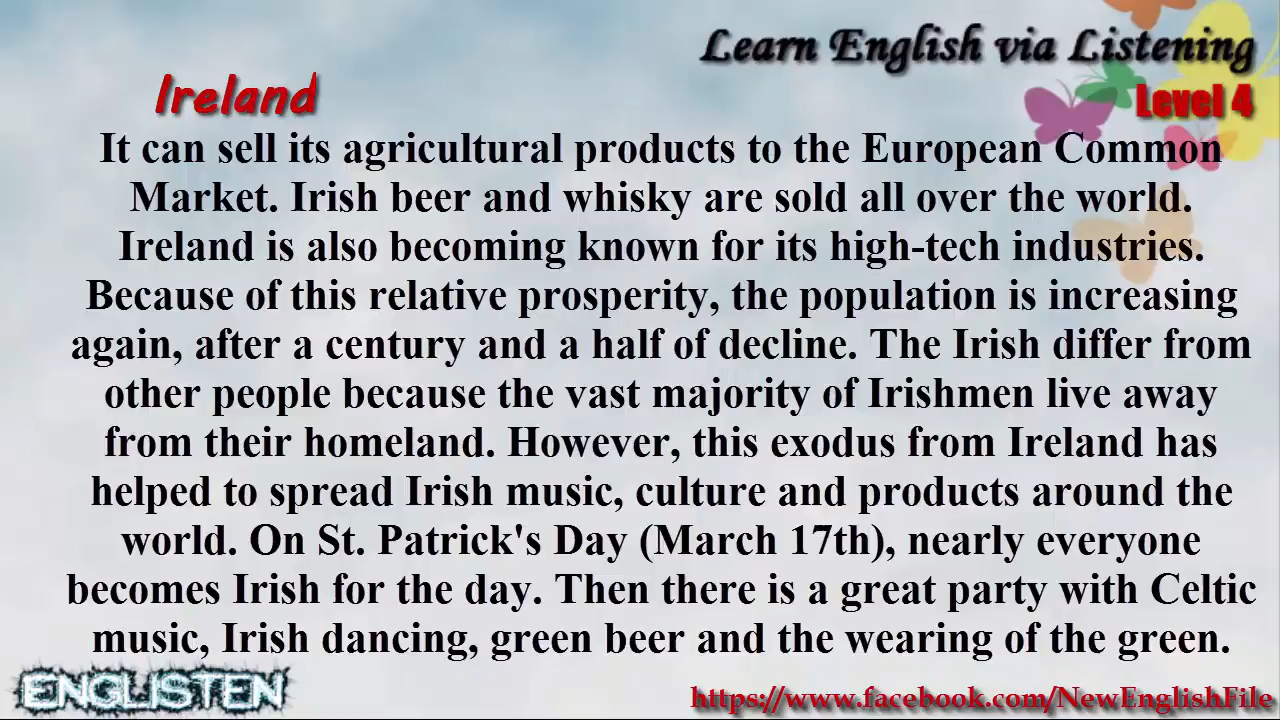 Learn English via Listening
Ireland
Level 4
It can sell its agricultural products to the European Common
Market. Irish beer and whisky are sold all over the world.
Ireland is also becoming known for its high-tech industries.
Because of this relative prosperity, the population is increasing
again, after a century and a half of decline. The Irish differ from
other people because the vast majority of Irishmen live away
from their homeland. However, this exodus from Ireland has
helped to spread Irish music, culture and products around the
world. On St. Patrick's Day (March 17th), nearly everyone
becomes Irish for the day. Then there is a great party with Celtic
music, Irish dancing, green beer and the wearing of the green.
ENGLISTEN
https://www.facebook.com/NewEnglishFile